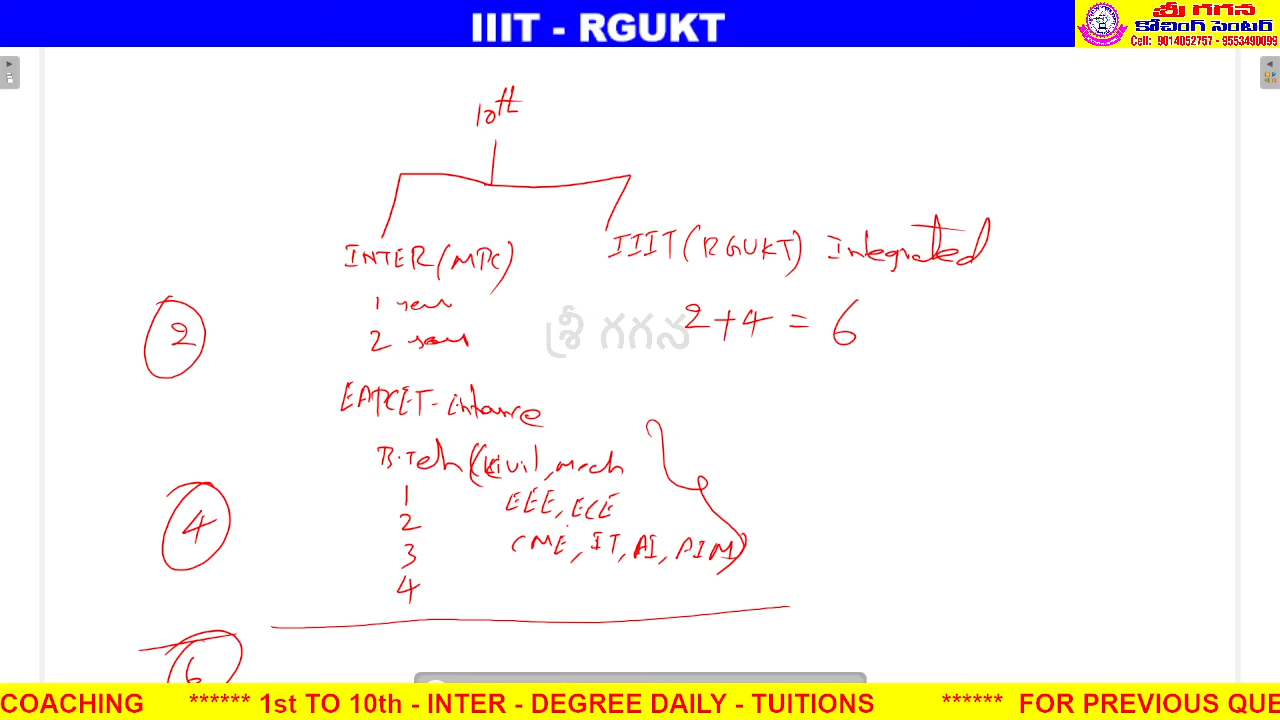 IIIT - RGUKT
శ్రీ గగన
కోచింగ్ సెంటర్
Cell: 9014052757 - 9553490099
10th
INTER (MPC)
IIIT (RGUKT) Integrated
1 year
2 year
2
2+4 = 6
శ్రీ గగన
EAPCET - Entrance
B.Tech (Civil, Mech
1
EEE, ECE
2
4
CME, IT, AI, AIM)
3
4
6
COACHING ****** 1st TO 10th - INTER - DEGREE DAILY - TUITIONS ****** FOR PREVIOUS QUE